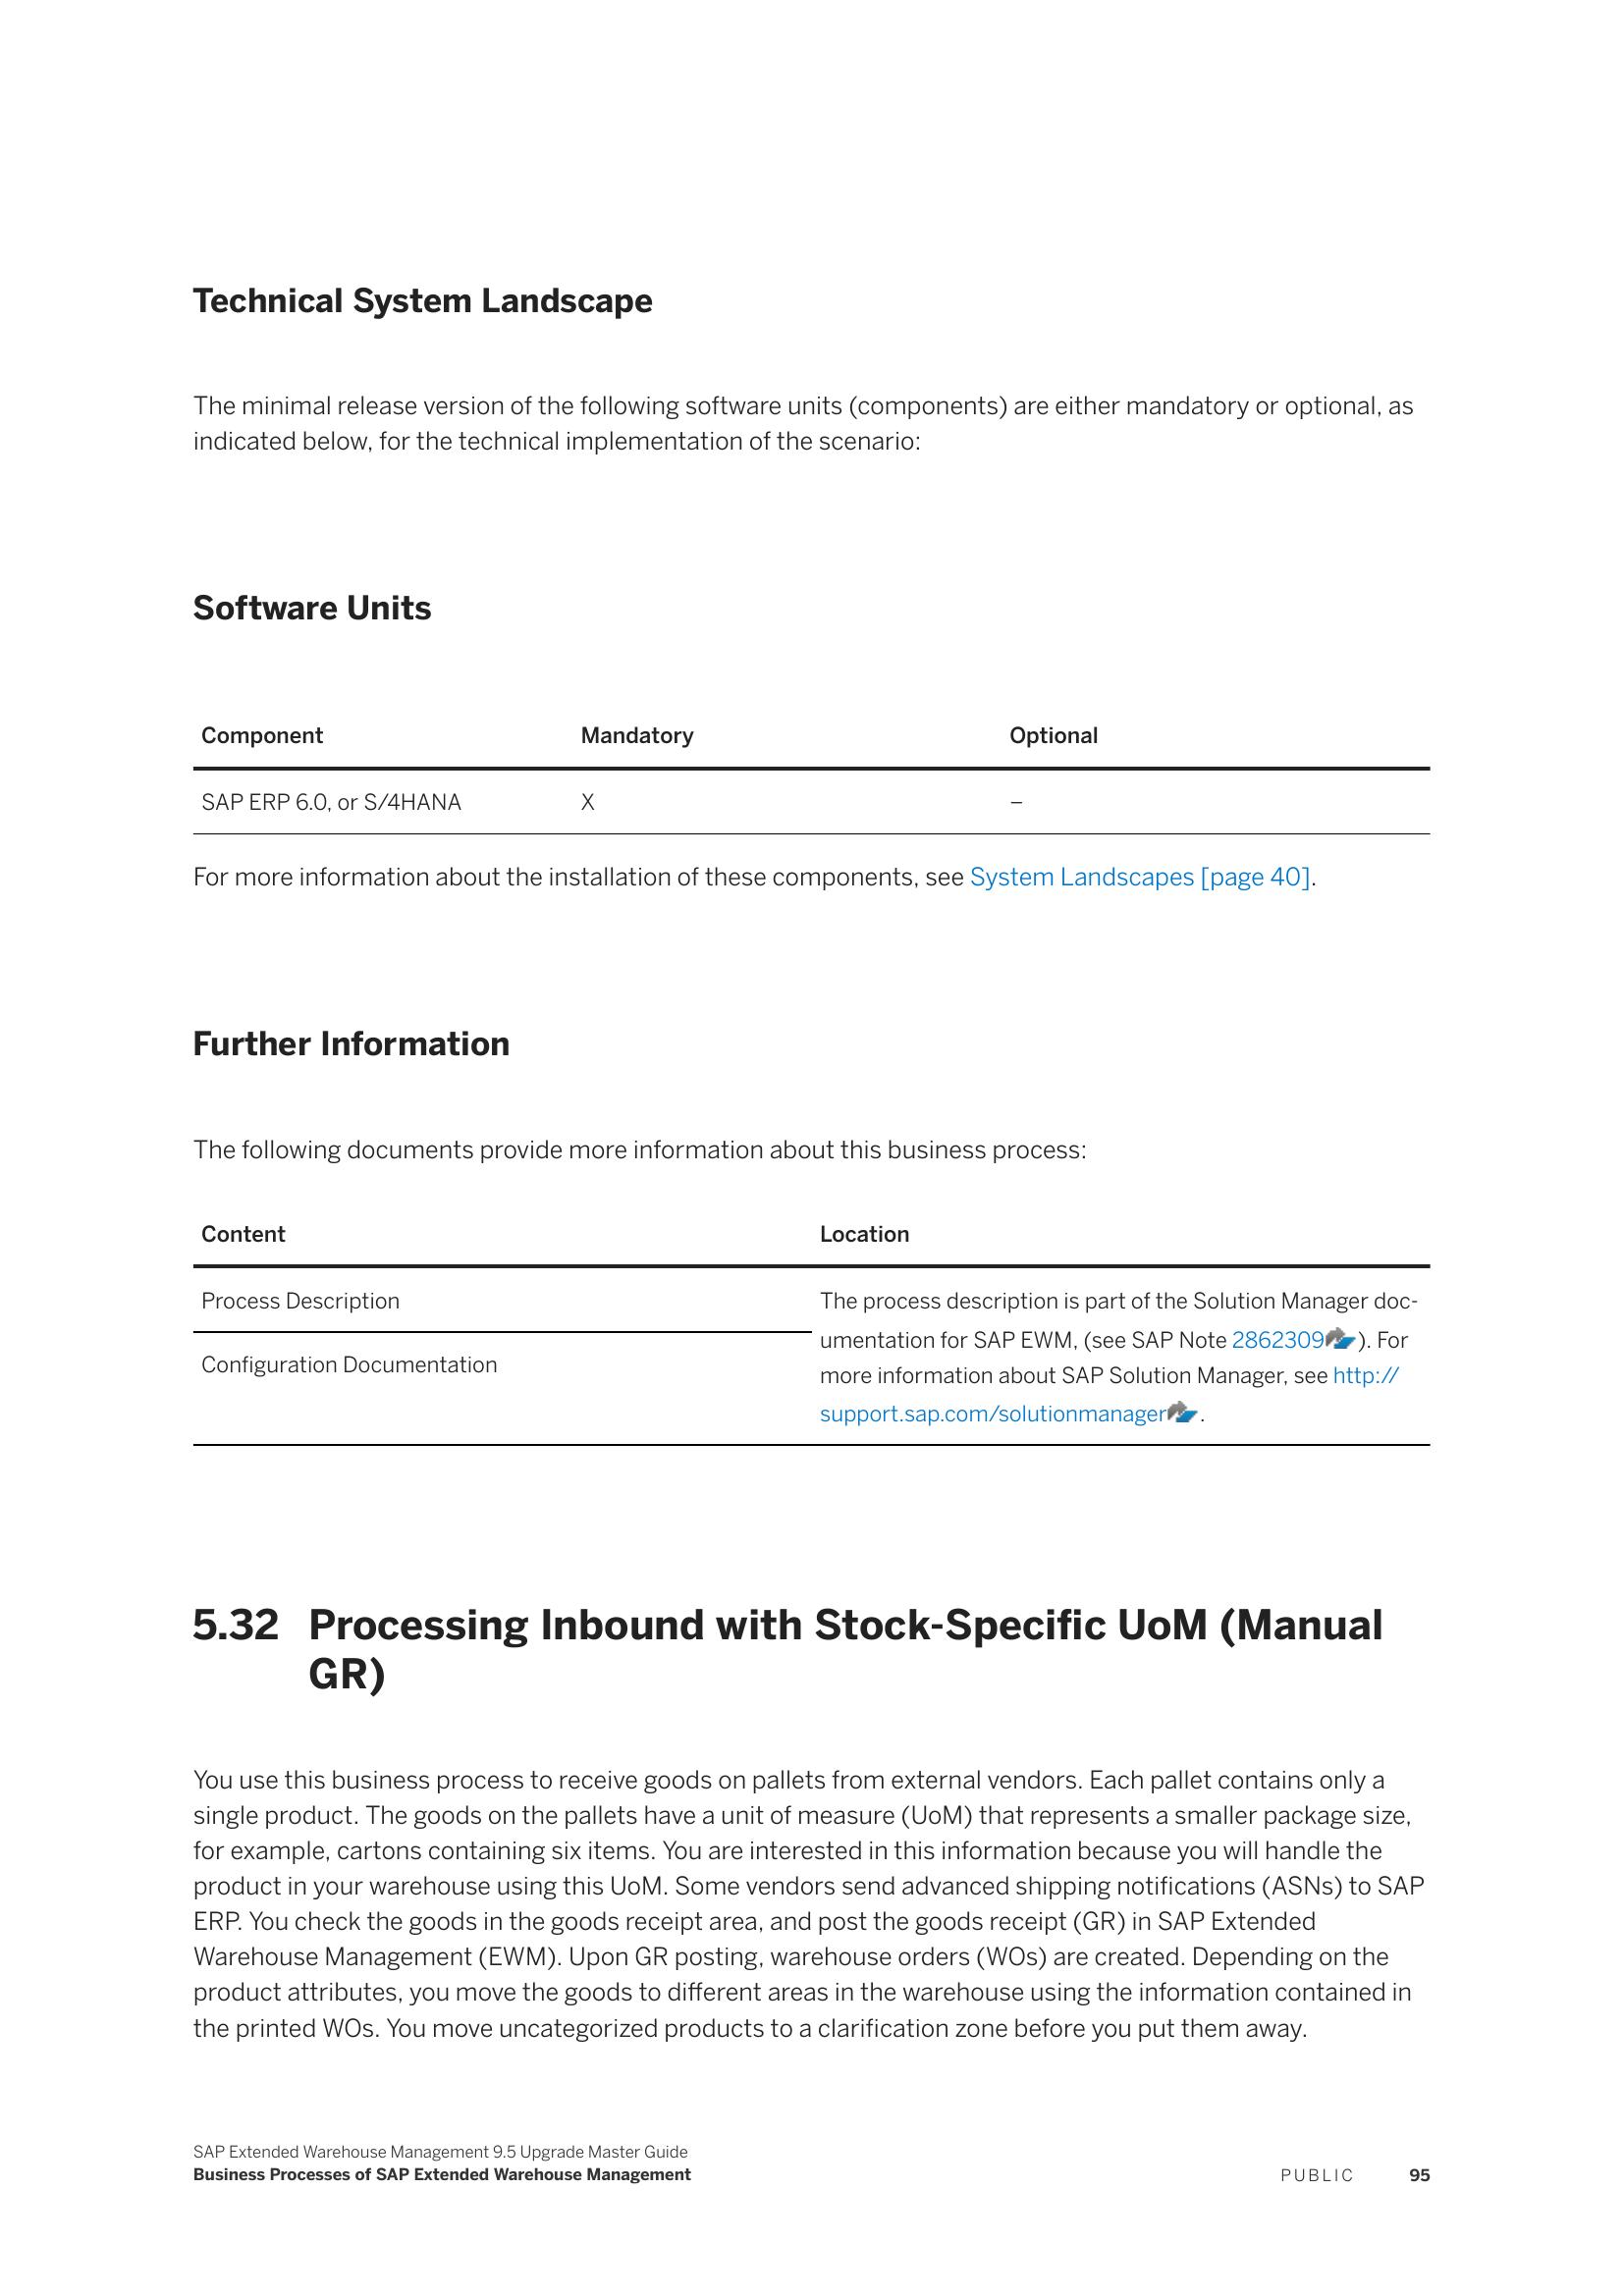 Technical System Landscape
The minimal release version of the following software units (components) are either mandatory or optional, as
indicated below, for the technical implementation of the scenario:
Software Units
Component Mandatory Optional
SAP ERP 6.0, or S/4HANA X –
For more information about the installation of these components, see System Landscapes [page 40].
Further Information
The following documents provide more information about this business process:
Content Location
Process Description
Configuration Documentation
The process description is part of the Solution Manager doc-
umentation for SAP EWM, (see SAP Note 2862309). For
more information about SAP Solution Manager, see http://
support.sap.com/solutionmanager.
5.32 Processing Inbound with Stock-Specific UoM (Manual
GR)
You use this business process to receive goods on pallets from external vendors. Each pallet contains only a
single product. The goods on the pallets have a unit of measure (UoM) that represents a smaller package size,
for example, cartons containing six items. You are interested in this information because you will handle the
product in your warehouse using this UoM. Some vendors send advanced shipping notifications (ASNs) to SAP
ERP. You check the goods in the goods receipt area, and post the goods receipt (GR) in SAP Extended
Warehouse Management (EWM). Upon GR posting, warehouse orders (WOs) are created. Depending on the
product attributes, you move the goods to different areas in the warehouse using the information contained in
the printed WOs. You move uncategorized products to a clarification zone before you put them away.
SAP Extended Warehouse Management 9.5 Upgrade Master Guide
Business Processes of SAP Extended Warehouse Management PUBLIC 95